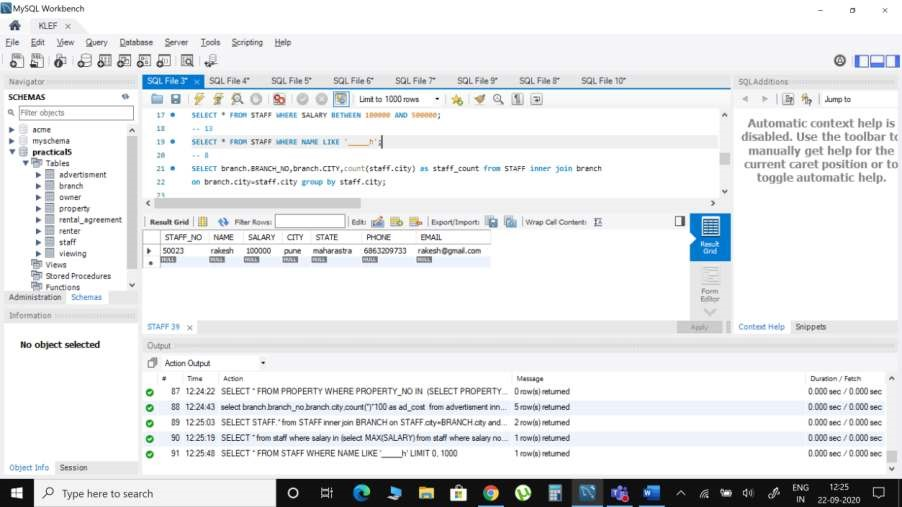 MySQL Workbench
KLEF ×
File Edit View Query Database Server Tools Scripting Help
Navigator
SCHEMAS
Filter objects
acme
myschema
practical5
Tables
advertisment
branch
owner
property
rental_agreement
renter
staff
viewing
Views
Stored Procedures
Functions
Administration Schemas
Information
No object selected
Object Info Session
SQL File 3* × SQL File 4* SQL File 5* SQL File 6* SQL File 7* SQL File 9* SQL File 8* SQL File 10*
Limit to 1000 rows
17 SELECT * FROM STAFF WHERE SALARY BETWEEN 100000 AND 500000;
18 -- 13
19 SELECT * FROM STAFF WHERE NAME LIKE '_____h';
20 -- 8
21 SELECT branch.BRANCH_NO,branch.CITY,count(staff.city) as staff_count from STAFF inner join branch
22 on branch.city=staff.city group by staff.city;
23
Result Grid Filter Rows: Edit: Export/Import: Wrap Cell Content:
STAFF_NO NAME SALARY CITY STATE PHONE EMAIL
50023 rakesh 100000 pune maharastra 6863209733 rakesh@gmail.com
NULL NULL NULL NULL NULL NULL NULL
Result Grid
Form Editor
STAFF 39 ×
Apply
SQLAdditions
Jump to
Automatic context help is
disabled. Use the toolbar to
manually get help for the
current caret position or to
toggle automatic help.
Context Help Snippets
Output
Action Output
# Time Action Message Duration / Fetch
87 12:24:22 SELECT * FROM PROPERTY WHERE PROPERTY_NO IN (SELECT PROPERTY... 0 row(s) returned 0.000 sec / 0.000 sec
88 12:24:43 select branch.branch_no,branch.city,count(*)*100 as ad_cost from advertisment inn... 5 row(s) returned 0.000 sec / 0.000 sec
89 12:25:03 SELECT STAFF.* from STAFF inner join BRANCH on STAFF.city=BRANCH.city and... 2 row(s) returned 0.000 sec / 0.000 sec
90 12:25:19 SELECT * from staff where salary in (select MAX(SALARY) from staff where salary no... 1 row(s) returned 0.000 sec / 0.000 sec
91 12:25:48 SELECT * FROM STAFF WHERE NAME LIKE '_____h' LIMIT 0, 1000 1 row(s) returned 0.000 sec / 0.000 sec
Type here to search
ENG
IN
12:25
22-09-2020